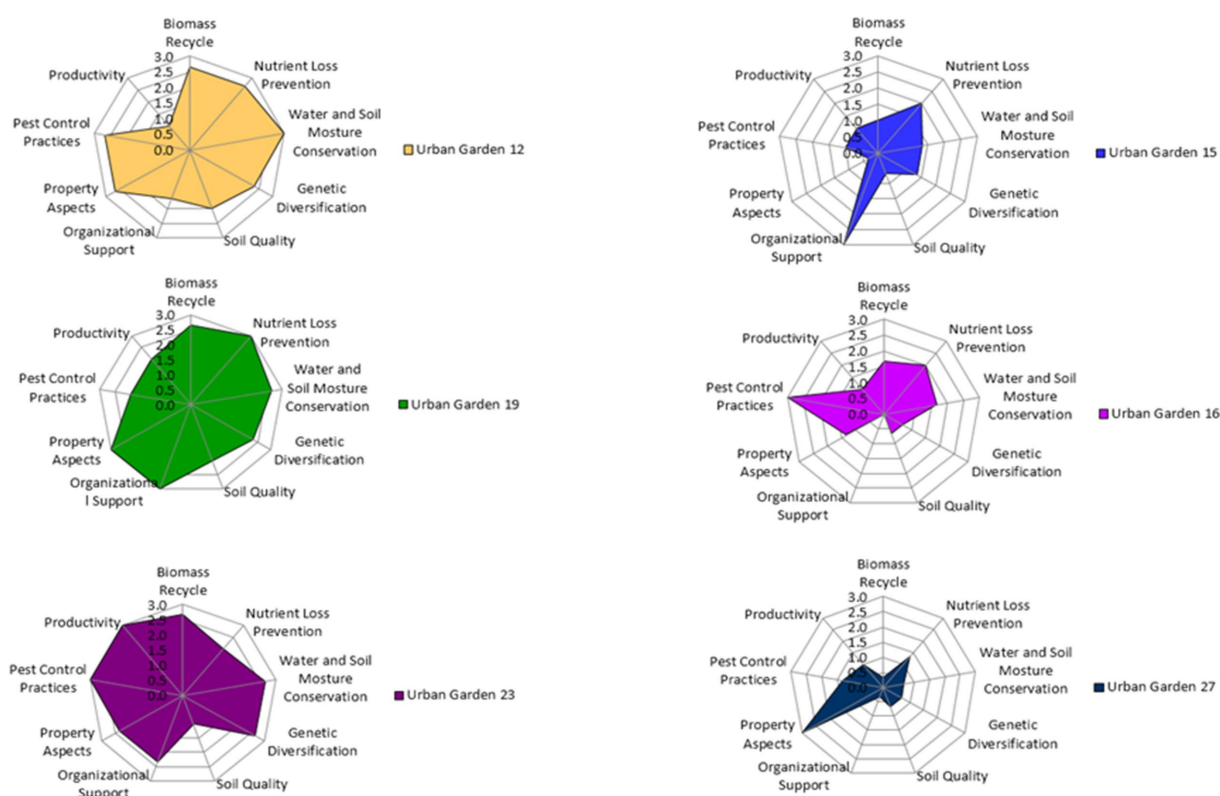 Biomass
Recycle
3.0
2.5
2.0
1.5
1.0
0.5
0.0
Nutrient Loss
Prevention
Water and Soil
Mosture
Conservation
Genetic
Diversification
Soil Quality
Organizational
Support
Property
Aspects
Pest Control
Practices
Productivity
Urban Garden 12
Biomass
Recycle
3.0
2.5
2.0
1.5
1.0
0.5
0.0
Nutrient Loss
Prevention
Water and Soil
Mosture
Conservation
Genetic
Diversification
Soil Quality
Organizational
Support
Property
Aspects
Pest Control
Practices
Productivity
Urban Garden 15
Biomass
Recycle
3.0
2.5
2.0
1.5
1.0
0.5
0.0
Nutrient Loss
Prevention
Water and
Soil Mosture
Conservation
Genetic
Diversification
Soil Quality
Organizationa
l Support
Property
Aspects
Pest Control
Practices
Productivity
Urban Garden 19
Biomass
Recycle
3.0
2.5
2.0
1.5
1.0
0.5
0.0
Nutrient Loss
Prevention
Water and Soil
Mosture
Conservation
Genetic
Diversification
Soil Quality
Organizational
Support
Property
Aspects
Pest Control
Practices
Productivity
Urban Garden 16
Biomass
Recycle
3.0
2.5
2.0
1.5
1.0
0.5
0.0
Nutrient Loss
Prevention
Water and Soil
Mosture
Conservation
Genetic
Diversification
Soil Quality
Organizational
Support
Property
Aspects
Pest Control
Practices
Productivity
Urban Garden 23
Biomass
Recycle
3.0
2.5
2.0
1.5
1.0
0.5
0.0
Nutrient Loss
Prevention
Water and Soil
Mosture
Conservation
Genetic
Diversification
Soil Quality
Organizational
Support
Property
Aspects
Pest Control
Practices
Productivity
Urban Garden 27